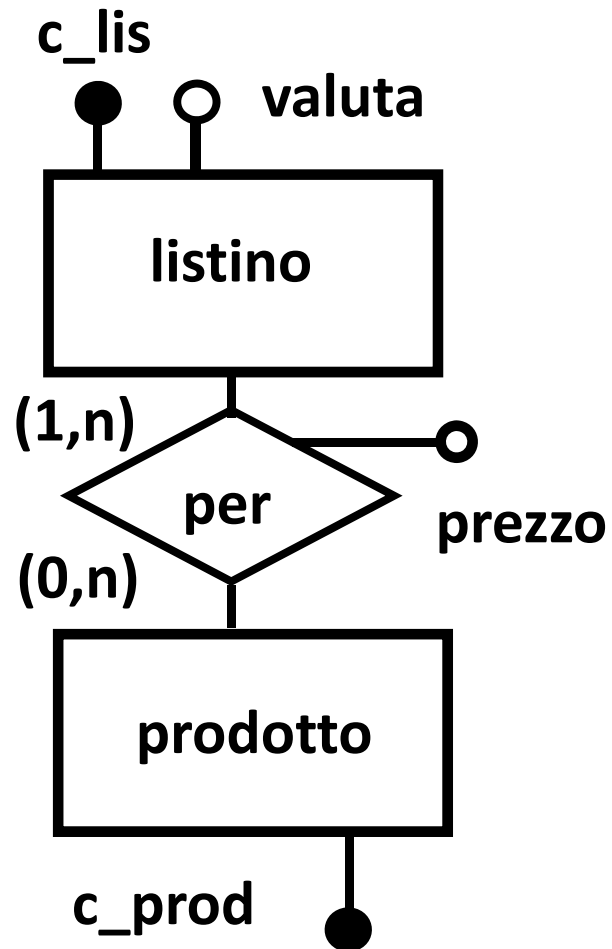 c_lis
valuta
listino
(1,n)
per
prezzo
(0,n)
prodotto
c_prod